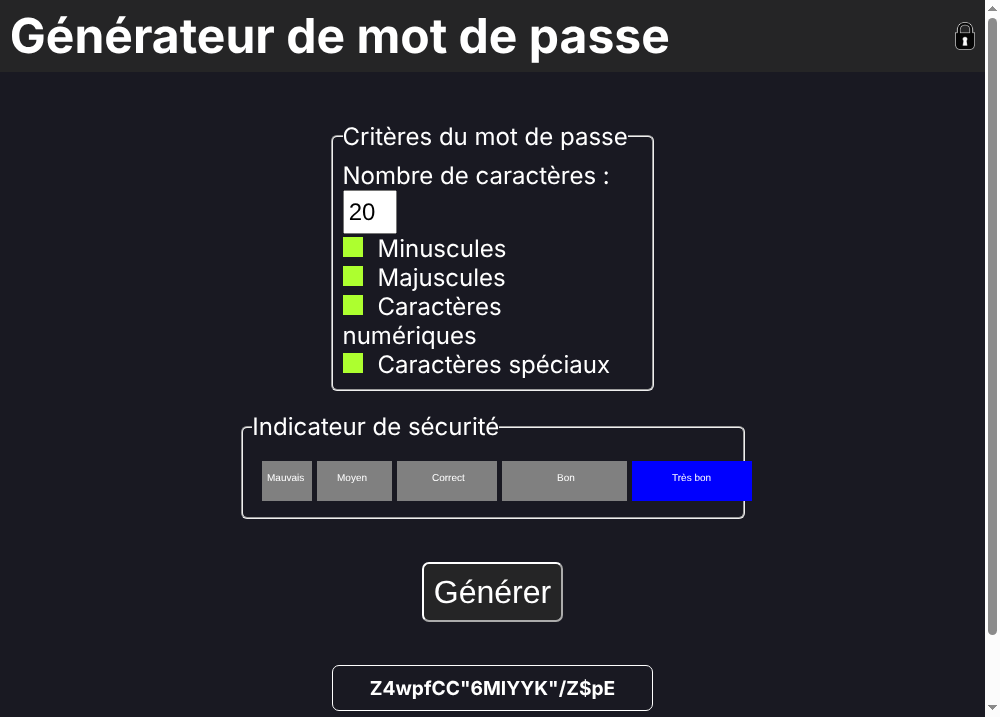 Générateur de mot de passe
Critères du mot de passe
Nombre de caractères :
20
Minuscules
Majuscules
Caractères
numériques
Caractères spéciaux
Indicateur de sécurité
Mauvais Moyen Correct Bon Très bon
Générer
Z4wpfCC"6MIYYK"/Z$pE